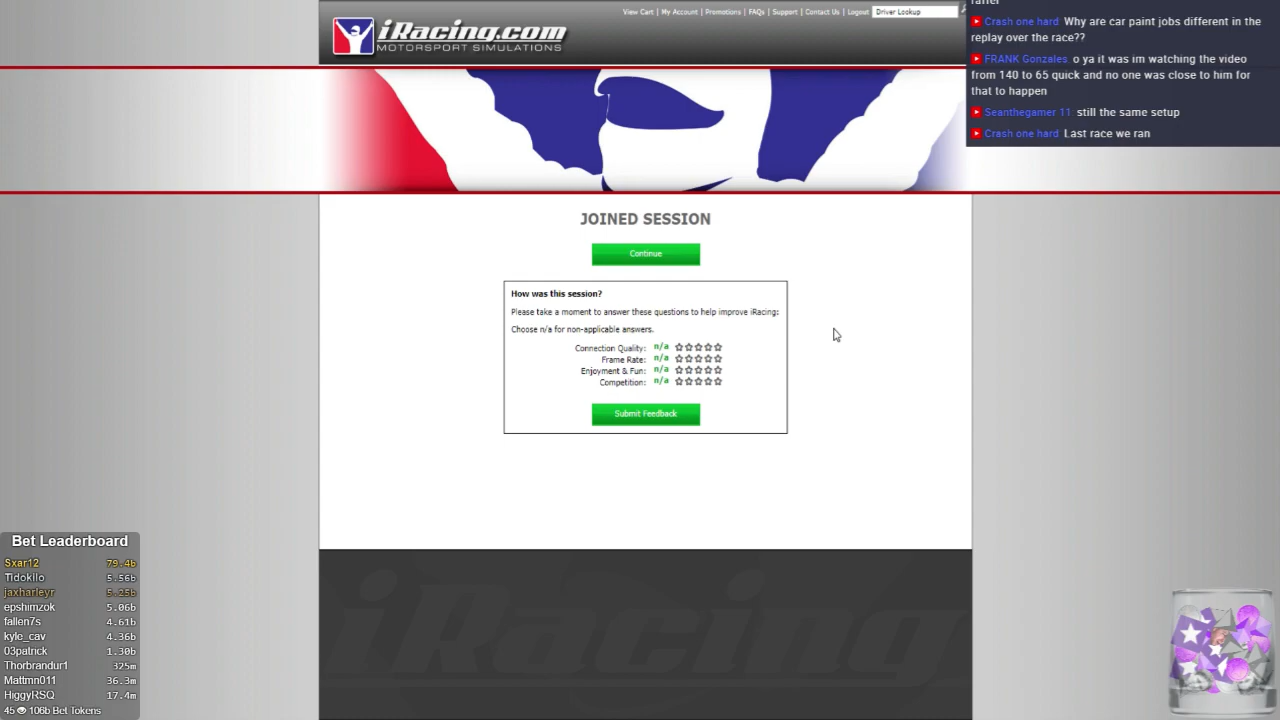 View Cart | My Account | Promotions | FAQs | Support | Contact Us | Logout Driver Lookup
iRacing.com
MOTORSPORT SIMULATIONS
Crash one hard Why are car paint jobs different in the
replay over the race??
FRANK Gonzales o ya it was im watching the video
from 140 to 65 quick and no one was close to him for
that to happen
Seanthegamer 11 still the same setup
Crash one hard Last race we ran
JOINED SESSION
Continue
How was this session?
Please take a moment to answer these questions to help improve iRacing:
Choose n/a for non-applicable answers.
Connection Quality: n/a
Frame Rate: n/a
Enjoyment & Fun: n/a
Competition: n/a
Submit Feedback
iRacing
Bet Leaderboard
Sxar12 79.4b
Tidokilo 5.56b
jaxharleyr 5.25b
epshimzok 5.06b
fallen7s 4.61b
kyle_cav 4.36b
03patrick 1.30b
Thorbrandur1 325m
Mattmn011 36.3m
HiggyRSQ 17.4m
45 106b Bet Tokens